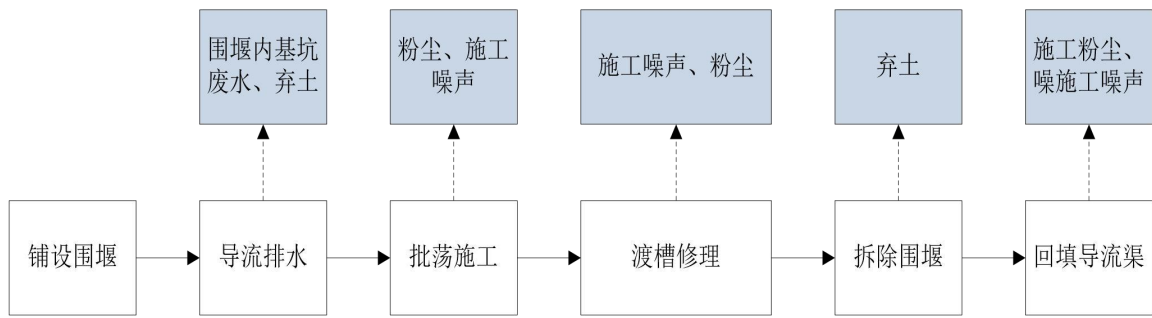 围堰内基坑
废水、弃土
粉尘、施工
噪声
施工噪声、粉尘
弃土
施工粉尘、
噪施工噪声
铺设围堰
导流排水
批荡施工
渡槽修理
拆除围堰
回填导流渠